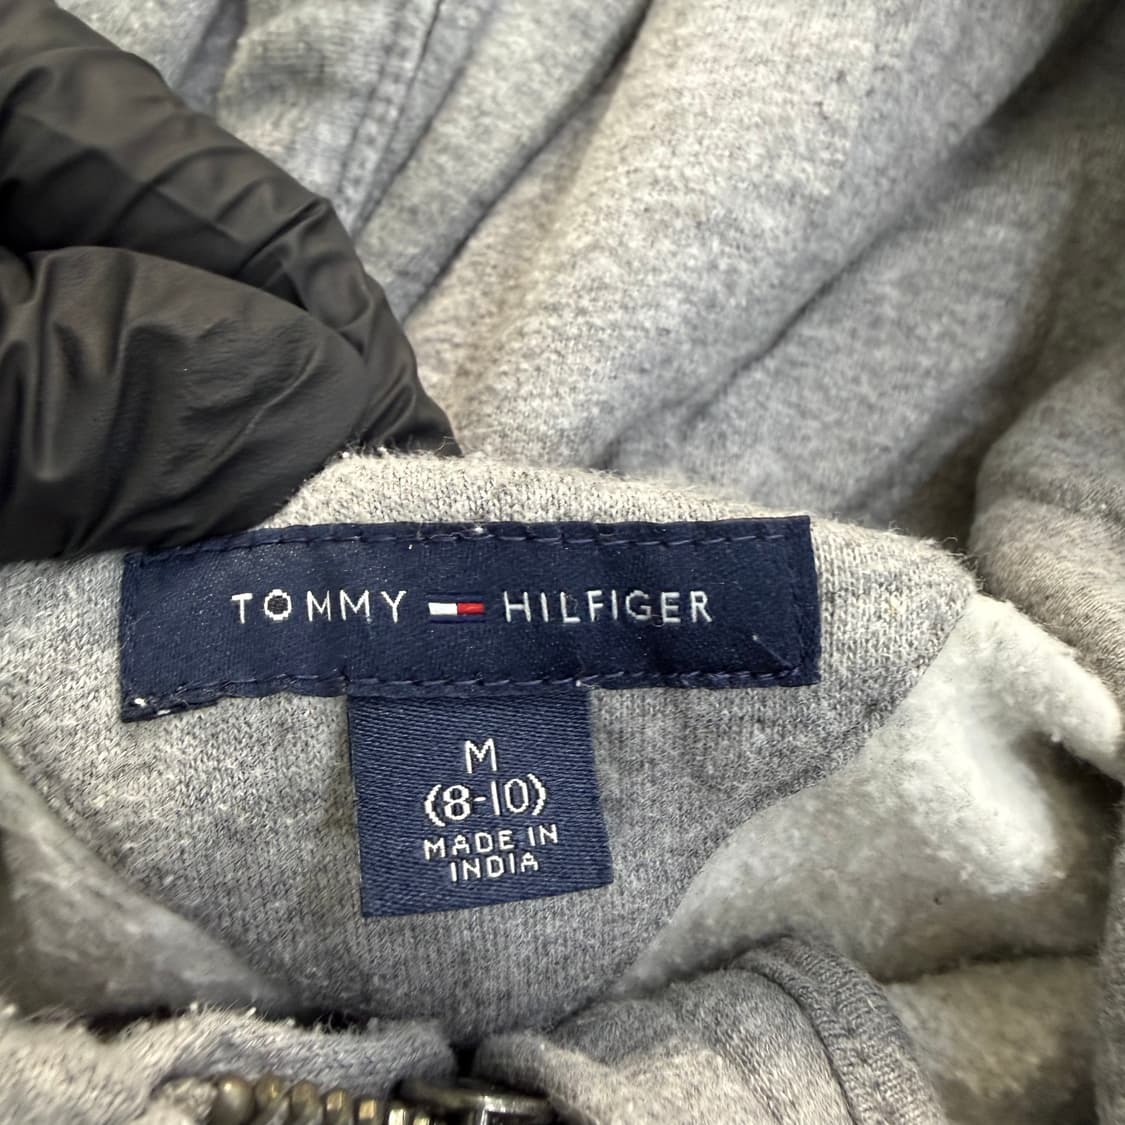 TOMMY HILFIGER
M
(8-10)
MADE IN
INDIA